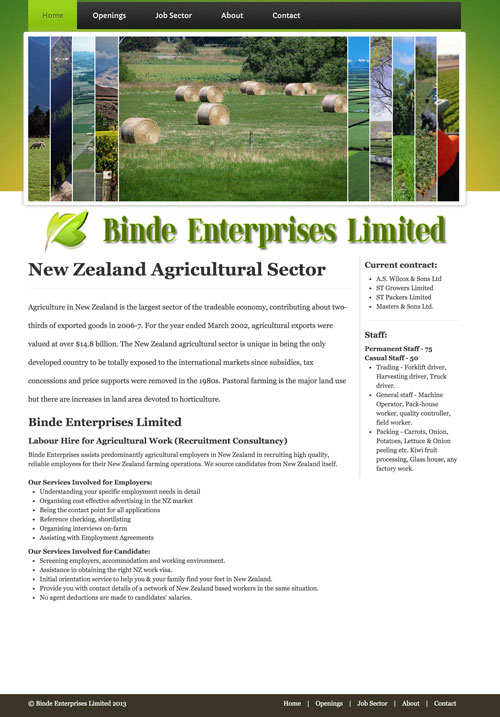 Home Openings Job Sector About Contact
Binde Enterprises Limited
New Zealand Agricultural Sector
Agriculture in New Zealand is the largest sector of the tradeable economy, contributing about two-
thirds of exported goods in 2006-7. For the year ended March 2002, agricultural exports were
valued at over $14.8 billion. The New Zealand agricultural sector is unique in being the only
developed country to be totally exposed to the international markets since subsidies, tax
concessions and price supports were removed in the 1980s. Pastoral farming is the major land use
but there are increases in land area devoted to horticulture.
Binde Enterprises Limited
Labour Hire for Agricultural Work (Recruitment Consultancy)
Binde Enterprises assists predominantly agricultural employers in New Zealand in recruiting high quality,
reliable employees for their New Zealand farming operations. We source candidates from New Zealand itself.
Our Services Involved for Employers:
• Understanding your specific employment needs in detail
• Organising cost effective advertising in the NZ market
• Being the contact point for all applications
• Reference checking, shortlisting
• Organising interviews on-farm
• Assisting with Employment Agreements
Our Services Involved for Candidate:
• Screening employers, accommodation and working environment.
• Assistance in obtaining the right NZ work visa.
• Initial orientation service to help you & your family find your feet in New Zealand.
• Provide you with contact details of a network of New Zealand based workers in the same situation.
• No agent deductions are made to candidates' salaries.
Current contract:
• A.S. Wilcox & Sons Ltd
• ST Growers Limited
• ST Packers Limited
• Masters & Sons Ltd.
Staff:
Permanent Staff - 75
Casual Staff - 50
• Trading - Forklift driver,
Harvesting driver, Truck
driver.
• General staff - Machine
Operator, Pack-house
worker, quality controller,
field worker.
• Packing - Carrots, Onion,
Potatoes, Lettuce & Onion
peeling etc. Kiwi fruit
processing, Glass house, any
factory work.
© Binde Enterprises Limited 2013
Home | Openings | Job Sector | About | Contact